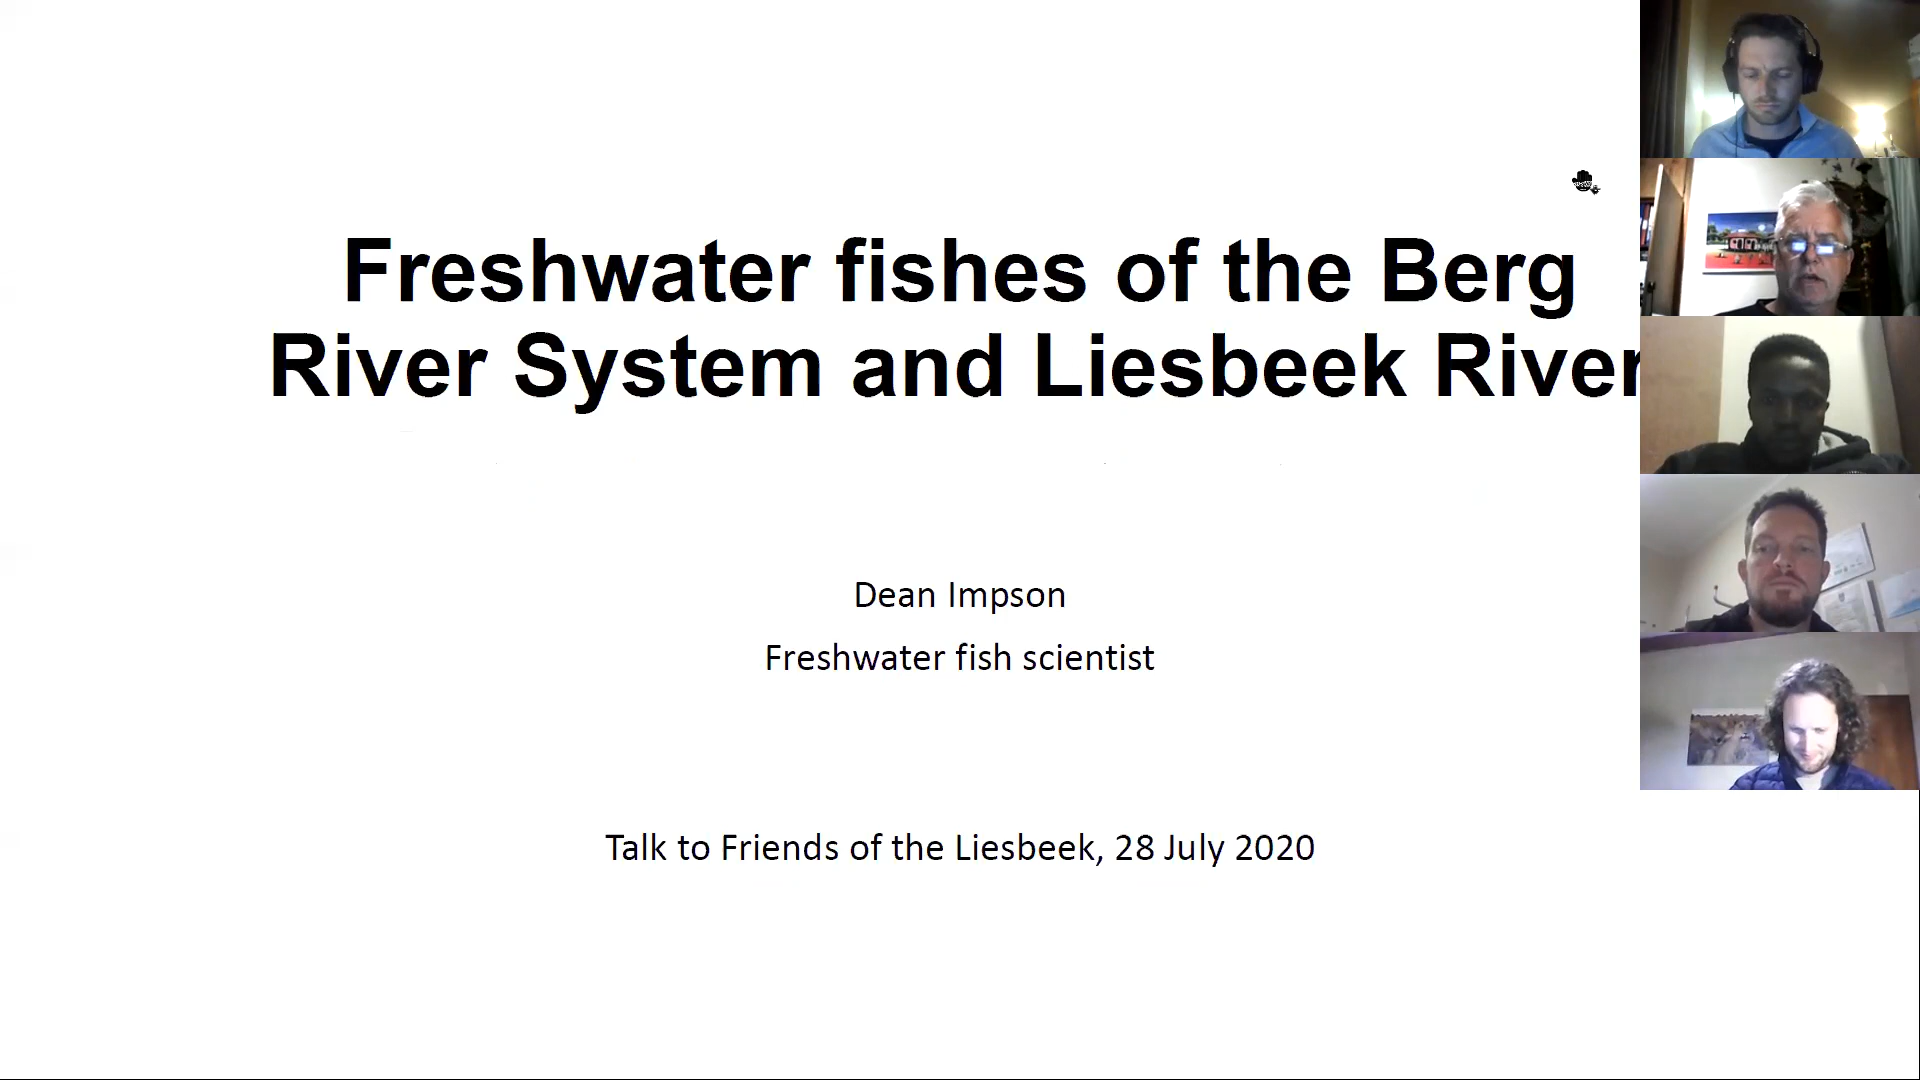 Freshwater fishes of the Berg
River System and Liesbeek River
Dean Impson
Freshwater fish scientist
Talk to Friends of the Liesbeek, 28 July 2020